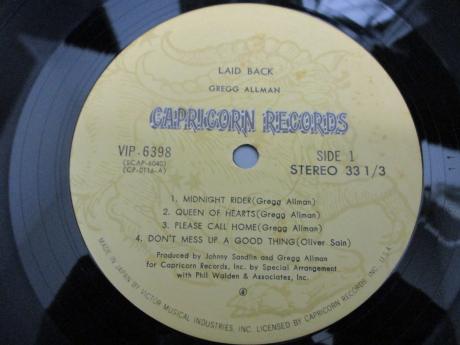 LAID BACK
GREGG ALLMAN
CAPRICORN RECORDS
VIP-6398
(SCAP-6040)
(CP-0116-A)
SIDE 1
STEREO 33 1/3
1. MIDNIGHT RIDER(Gregg Allman)
2. QUEEN OF HEARTS(Gregg Allman)
3. PLEASE CALL HOME(Gregg Allman)
4. DON'T MESS UP A GOOD THING(Oliver Sain)
Produced by Johnny Sandlin and Gregg Allman
for Capricorn Records, Inc. by Special Arrangement
with Phil Walden & Associates, Inc.
4
MADE IN JAPAN BY VICTOR MUSICAL INDUSTRIES, INC. LICENSED BY CAPRICORN RECORDS INC., U.S.A.